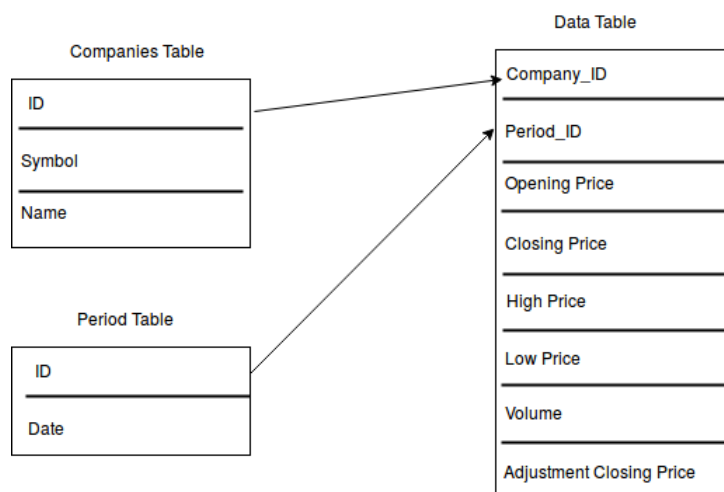 Companies Table
ID
Symbol
Name
Period Table
ID
Date
Data Table
Company_ID
Period_ID
Opening Price
Closing Price
High Price
Low Price
Volume
Adjustment Closing Price